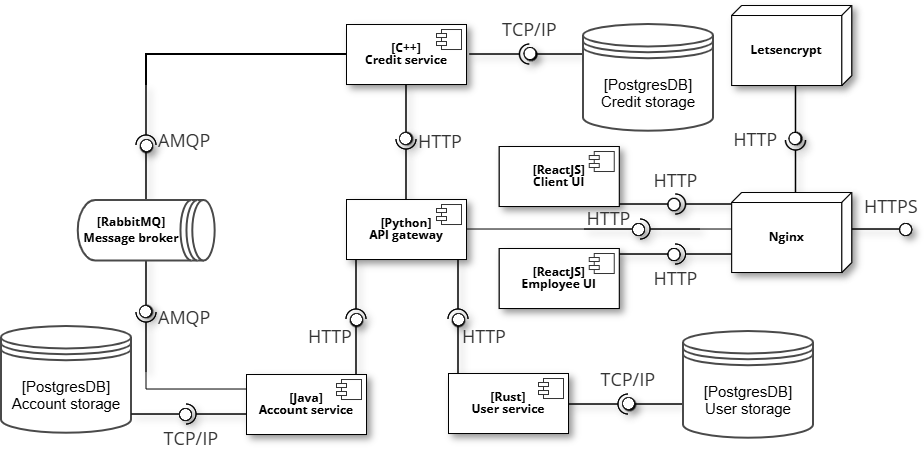 TCP/IP
[C++]
Credit service
[PostgresDB]
Credit storage
Letsencrypt
AMQP
HTTP
HTTP
[ReactJS]
Client UI
HTTP
[RabbitMQ]
Message broker
[Python]
API gateway
HTTP
Nginx
HTTPS
[ReactJS]
Employee UI
HTTP
AMQP
HTTP
HTTP
[PostgresDB]
Account storage
[Java]
Account service
[Rust]
User service
TCP/IP
[PostgresDB]
User storage
TCP/IP